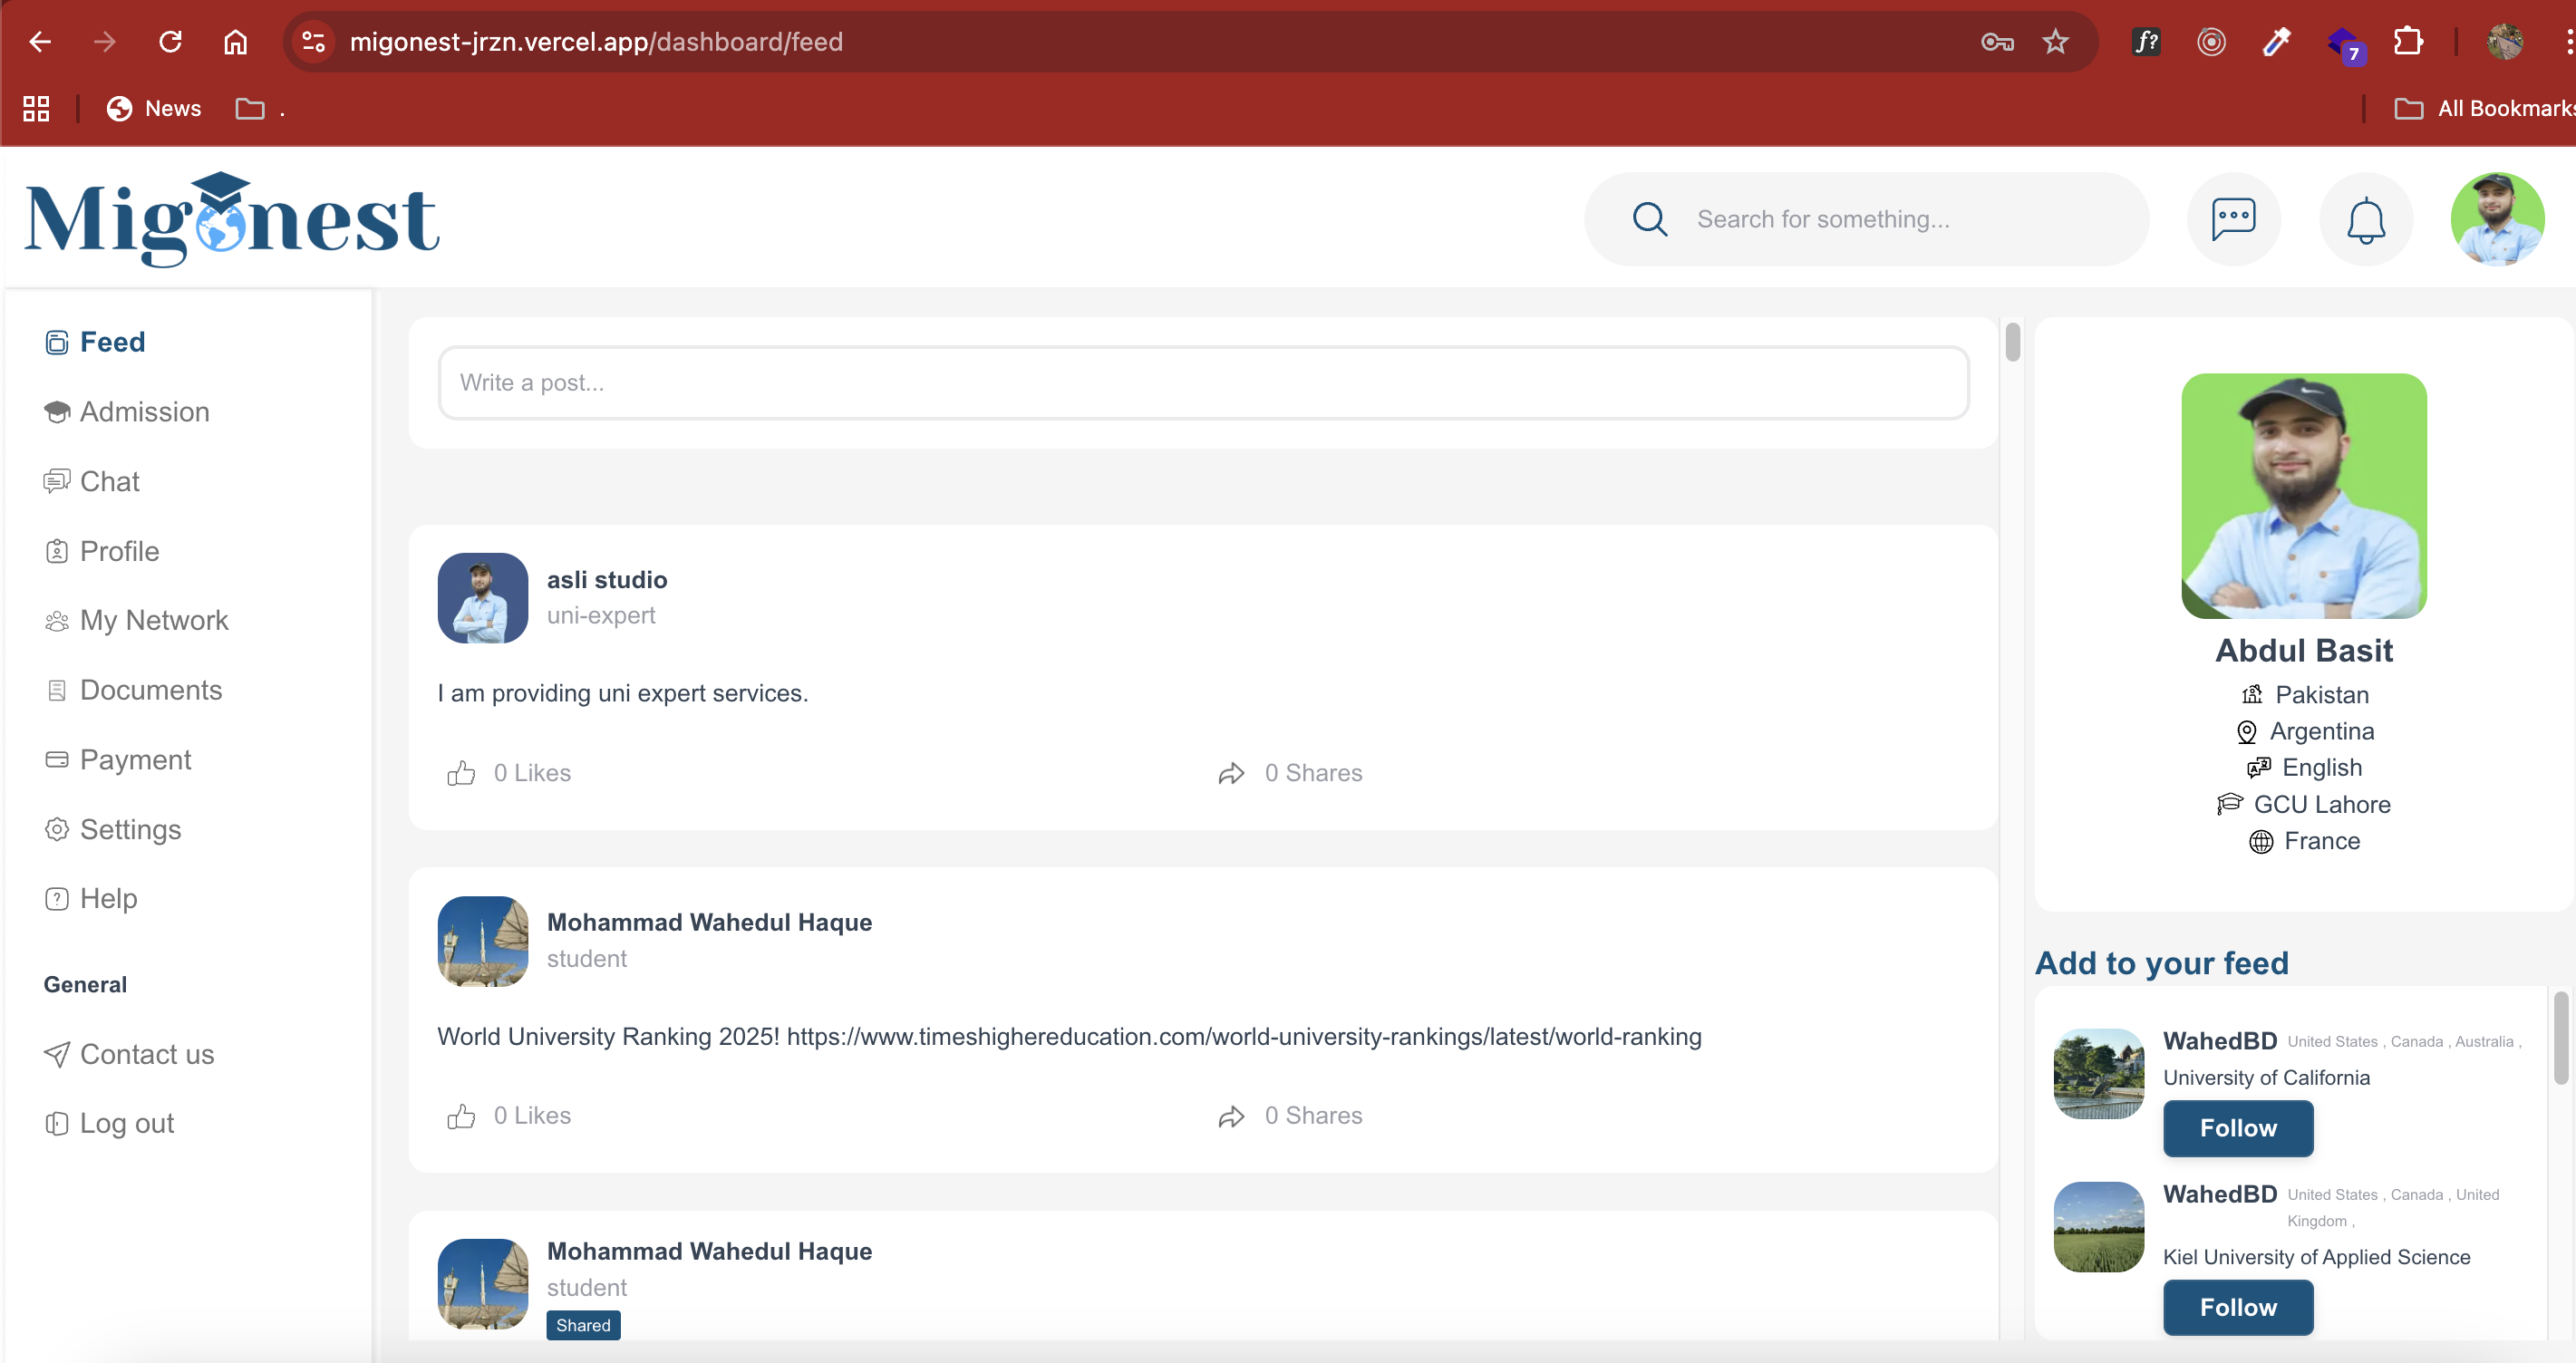 migonest-jrzn.vercel.app/dashboard/feed
f?
7
News
.
All Bookmarks
Migonest
Search for something...
Feed
Admission
Chat
Profile
My Network
Documents
Payment
Settings
Help
General
Contact us
Log out
Write a post...
asli studio
uni-expert
I am providing uni expert services.
0 Likes
0 Shares
Mohammad Wahedul Haque
student
World University Ranking 2025! https://www.timeshighereducation.com/world-university-rankings/latest/world-ranking
0 Likes
0 Shares
Mohammad Wahedul Haque
student
Shared
Abdul Basit
Pakistan
Argentina
English
GCU Lahore
France
Add to your feed
WahedBD United States , Canada , Australia ,
University of California
Follow
WahedBD United States , Canada , United
Kingdom ,
Kiel University of Applied Science
Follow